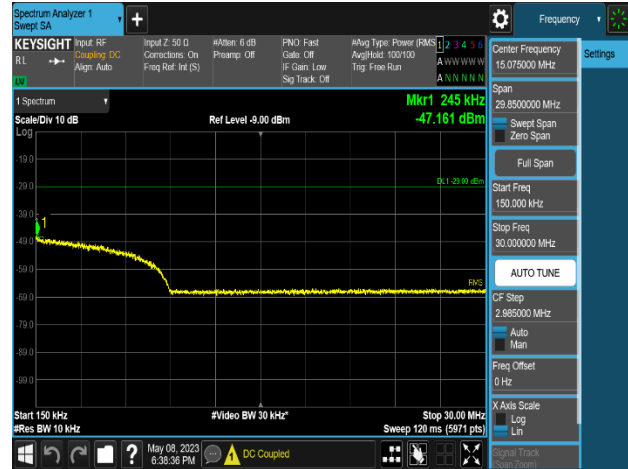 Spectrum Analyzer 1
Swept SA
+
Frequency
KEYSIGHT
RL
LW
Input: RF
Coupling: DC
Align: Auto
Input Z: 50 Ω
Corrections: On
Freq Ref: Int (S)
#Atten: 6 dB
Preamp: Off
PNO: Fast
Gate: Off
IF Gain: Low
Sig Track: Off
#Avg Type: Power (RMS
Avg|Hold: 100/100
Trig: Free Run
1 2 3 4 5 6
A W W W W W
A N N N N N
1 Spectrum
Scale/Div 10 dB
Ref Level -9.00 dBm
Mkr1 245 kHz
-47.161 dBm
Log
-19.0
-29.0
-39.0
-49.0
-59.0
-69.0
-79.0
-89.0
-99.0
DL1 -29.00 dBm
1
RMS
Start 150 kHz
#Res BW 10 kHz
#Video BW 30 kHz*
Stop 30.00 MHz
Sweep 120 ms (5971 pts)
Center Frequency
15.075000 MHz
Settings
Span
29.8500000 MHz
Swept Span
Zero Span
Full Span
Start Freq
150.000 kHz
Stop Freq
30.000000 MHz
AUTO TUNE
CF Step
2.985000 MHz
Auto
Man
Freq Offset
0 Hz
X Axis Scale
Log
Lin
Signal Track
(Span Zoom)
?
May 08, 2023
6:38:36 PM
DC Coupled